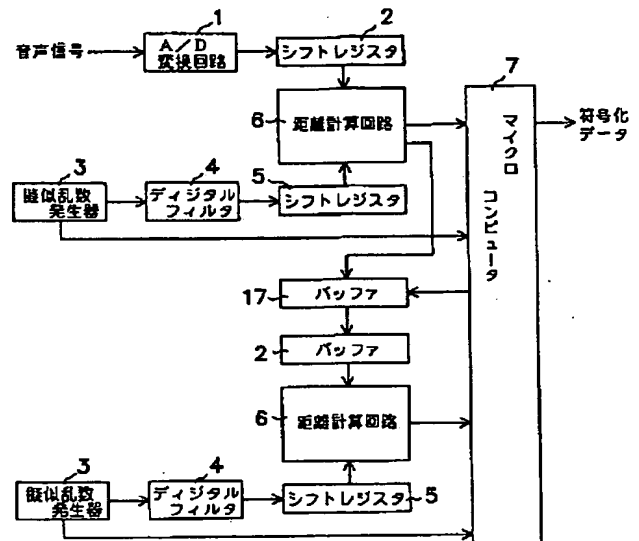 1
音声信号
A/D
変換回路
2
シフトレジスタ
7
6
距離計算回路
マイクロ
コンピュータ
符号化
データ
3
擬似乱数
発生器
4
ディジタル
フィルタ
5
シフトレジスタ
17
バッファ
2
バッファ
6
距離計算回路
3
擬似乱数
発生器
4
ディジタル
フィルタ
シフトレジスタ
5